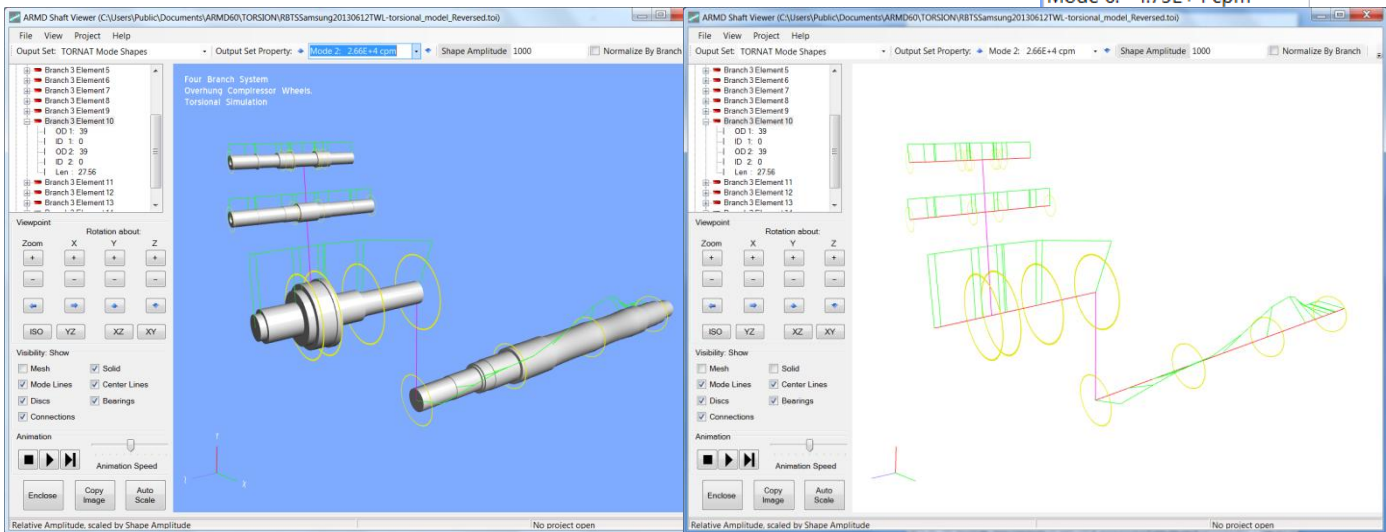 Mode 6: 4.75E+4 cpm
ARMD Shaft Viewer (C:\Users\Public\Documents\ARMD60\TORSION\RBTSSamsung20130612TWL-torsional_model_Reversed.toi)
File View Project Help
Ouput Set: TORNAT Mode Shapes
Output Set Property: Mode 2: 2.66E+4 cpm
Shape Amplitude 1000
Normalize By Branch
Branch 3 Element 5
Branch 3 Element 6
Branch 3 Element 7
Branch 3 Element 8
Branch 3 Element 9
Branch 3 Element 10
OD 1: 39
ID 1: 0
OD 2: 39
ID 2: 0
Len : 27.56
Branch 3 Element 11
Branch 3 Element 12
Branch 3 Element 13
Four Branch System
Overhung Compressor Wheels.
Torsional Simulation
Viewpoint
Rotation about:
Zoom X Y Z
+ + + +
- - - -
ISO YZ XZ XY
Visibility: Show
Mesh Solid
Mode Lines Center Lines
Discs Bearings
Connections
Animation
Animation Speed
Enclose
Copy Image
Auto Scale
Relative Amplitude, scaled by Shape Amplitude
No project open
ARMD Shaft Viewer (C:\Users\Public\Documents\ARMD60\TORSION\RBTSSamsung20130612TWL-torsional_model_Reversed.toi)
File View Project Help
Ouput Set: TORNAT Mode Shapes
Output Set Property: Mode 2: 2.66E+4 cpm
Shape Amplitude 1000
Normalize By Branch
Branch 3 Element 5
Branch 3 Element 6
Branch 3 Element 7
Branch 3 Element 8
Branch 3 Element 9
Branch 3 Element 10
OD 1: 39
ID 1: 0
OD 2: 39
ID 2: 0
Len : 27.56
Branch 3 Element 11
Branch 3 Element 12
Branch 3 Element 13
Viewpoint
Rotation about:
Zoom X Y Z
+ + + +
- - - -
ISO YZ XZ XY
Visibility: Show
Mesh Solid
Mode Lines Center Lines
Discs Bearings
Connections
Animation
Animation Speed
Enclose
Copy Image
Auto Scale
Relative Amplitude, scaled by Shape Amplitude
No project open